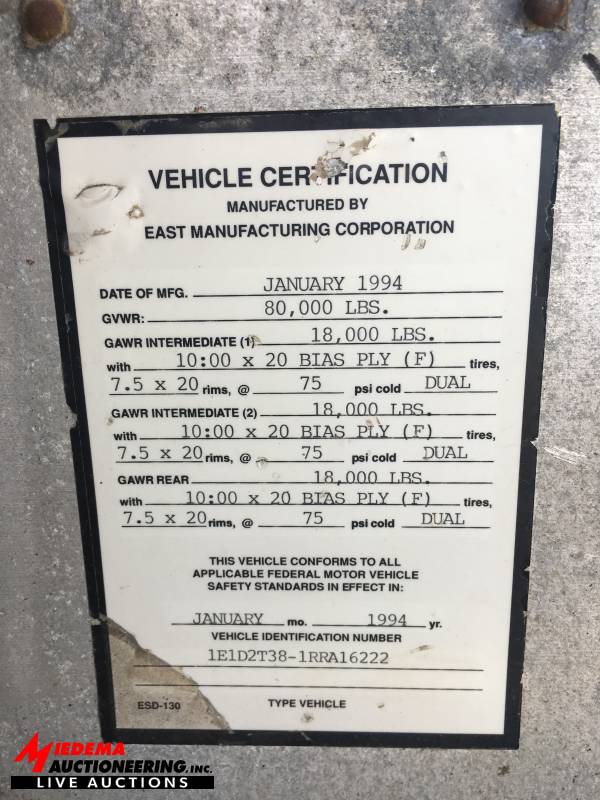 VEHICLE CERTIFICATION
MANUFACTURED BY
EAST MANUFACTURING CORPORATION
DATE OF MFG. JANUARY 1994
GVWR: 80,000 LBS.
GAWR INTERMEDIATE (1) 18,000 LBS.
with 10:00 x 20 BIAS PLY (F) tires,
7.5 x 20 rims, @ 75 psi cold DUAL
GAWR INTERMEDIATE (2) 18,000 LBS.
with 10:00 x 20 BIAS PLY (F) tires,
7.5 x 20 rims, @ 75 psi cold DUAL
GAWR REAR 18,000 LBS.
with 10:00 x 20 BIAS PLY (F) tires,
7.5 x 20 rims, @ 75 psi cold DUAL
THIS VEHICLE CONFORMS TO ALL
APPLICABLE FEDERAL MOTOR VEHICLE
SAFETY STANDARDS IN EFFECT IN:
JANUARY mo. 1994 yr.
VEHICLE IDENTIFICATION NUMBER
1E1D2T38-1RRA16222
ESD-130 TYPE VEHICLE
MIEDEMA
AUCTIONEERING, INC.
LIVE AUCTIONS